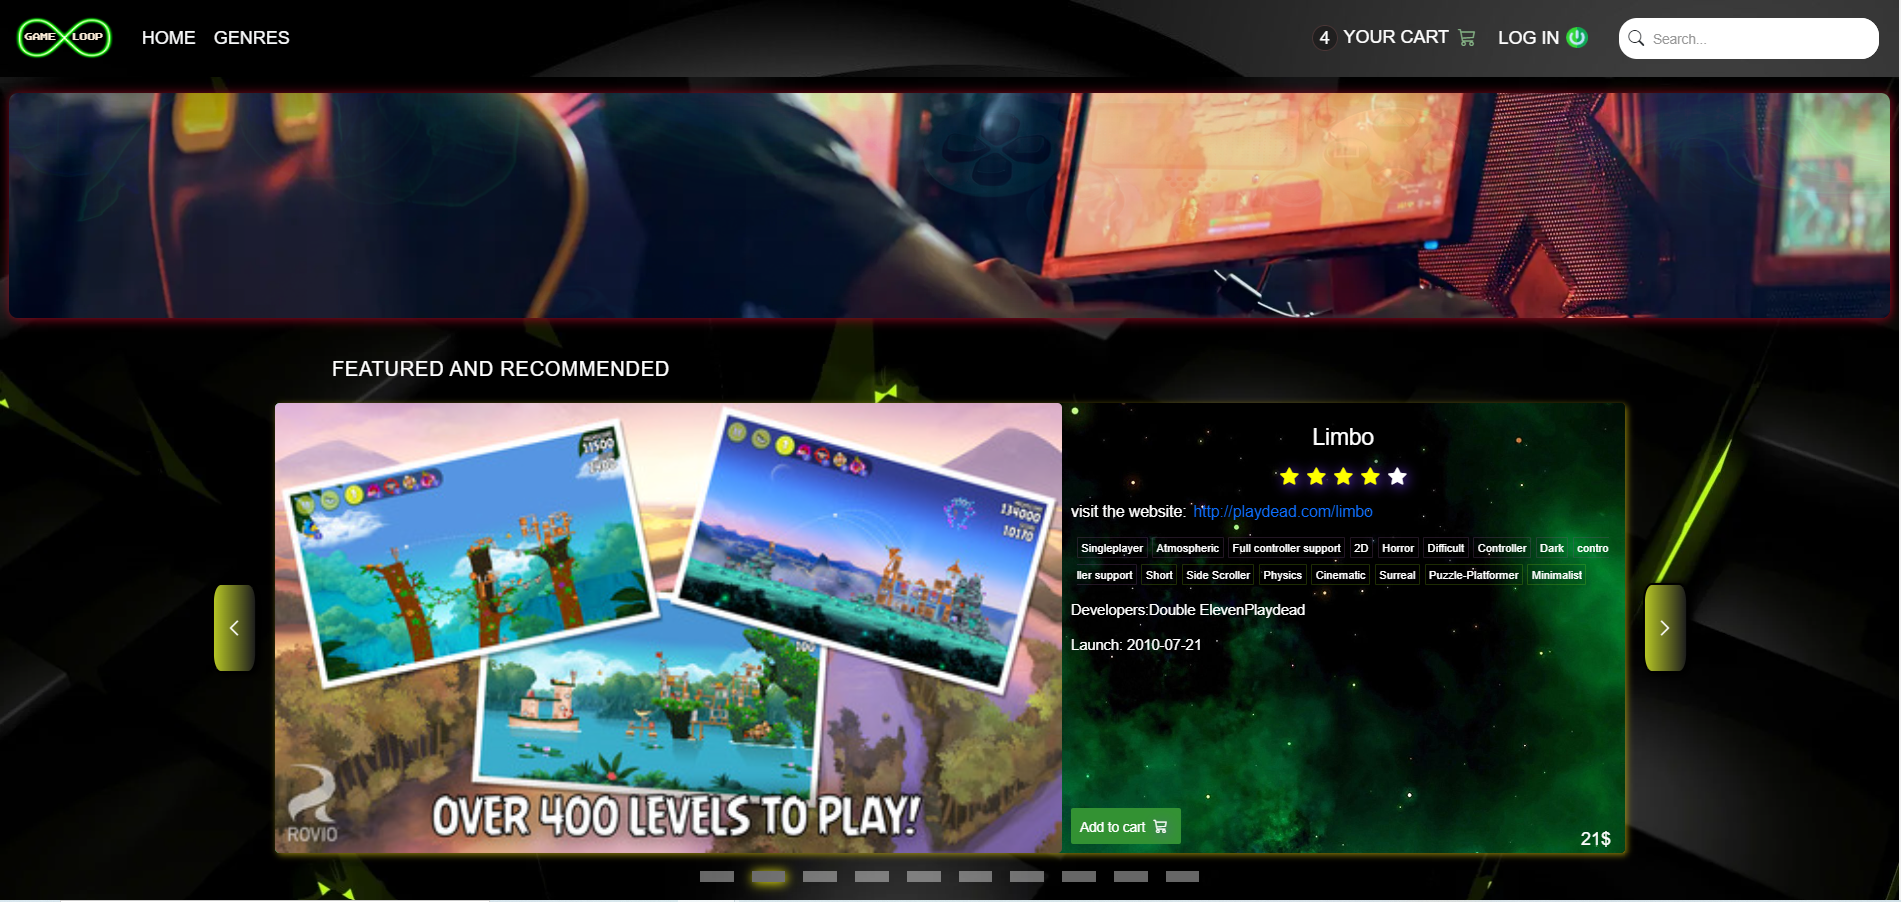 GAME LOOP
HOME GENRES
4 YOUR CART LOG IN Search...
FEATURED AND RECOMMENDED
134000
10170
OVER 400 LEVELS TO PLAY!
ROVIO
Limbo
visit the website: http://playdead.com/limbo
Singleplayer Atmospheric Full controller support 2D Horror Difficult Controller Dark contro
ller support Short Side Scroller Physics Cinematic Surreal Puzzle-Platformer Minimalist
Developers:Double ElevenPlaydead
Launch: 2010-07-21
Add to cart
21$